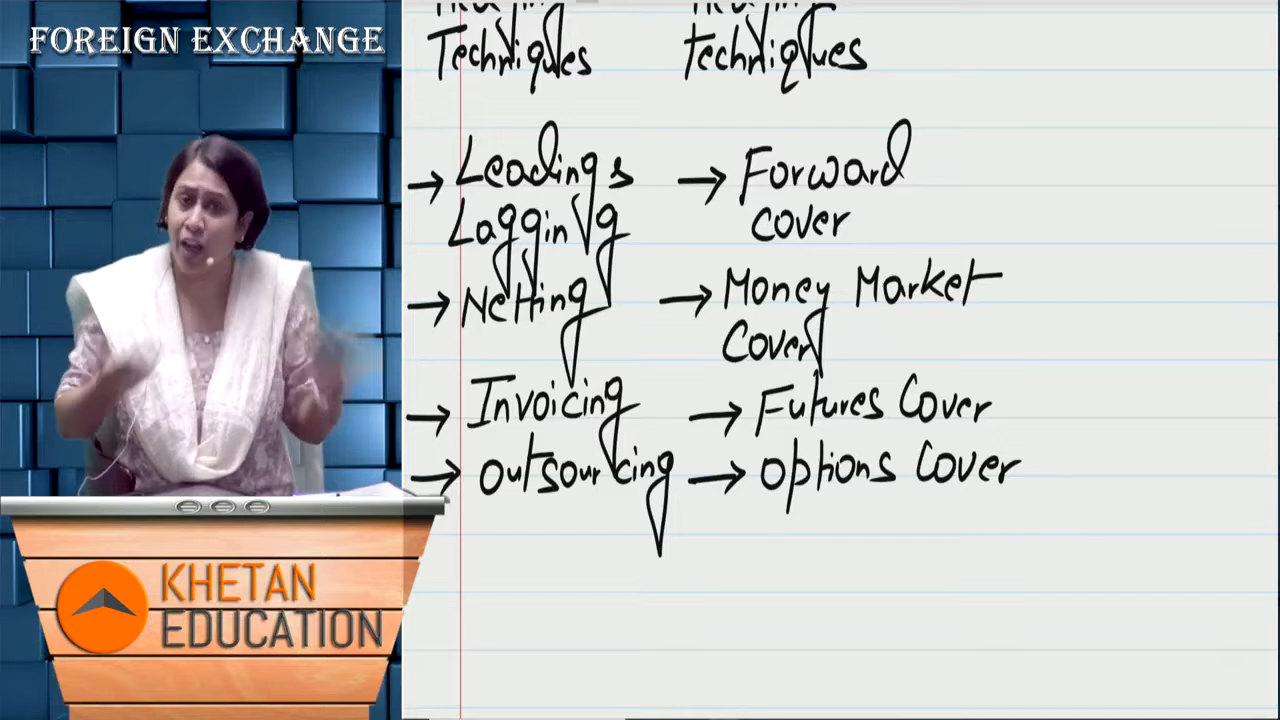 FOREIGN EXCHANGE
Techniques
techniques
→ Leading s
Lagging
→ Netting
→ Invoicing
→ outsourcing
→ Forward
cover
→ Money Market
Cover
→ Futures Cover
→ options Cover
KHETAN
EDUCATION